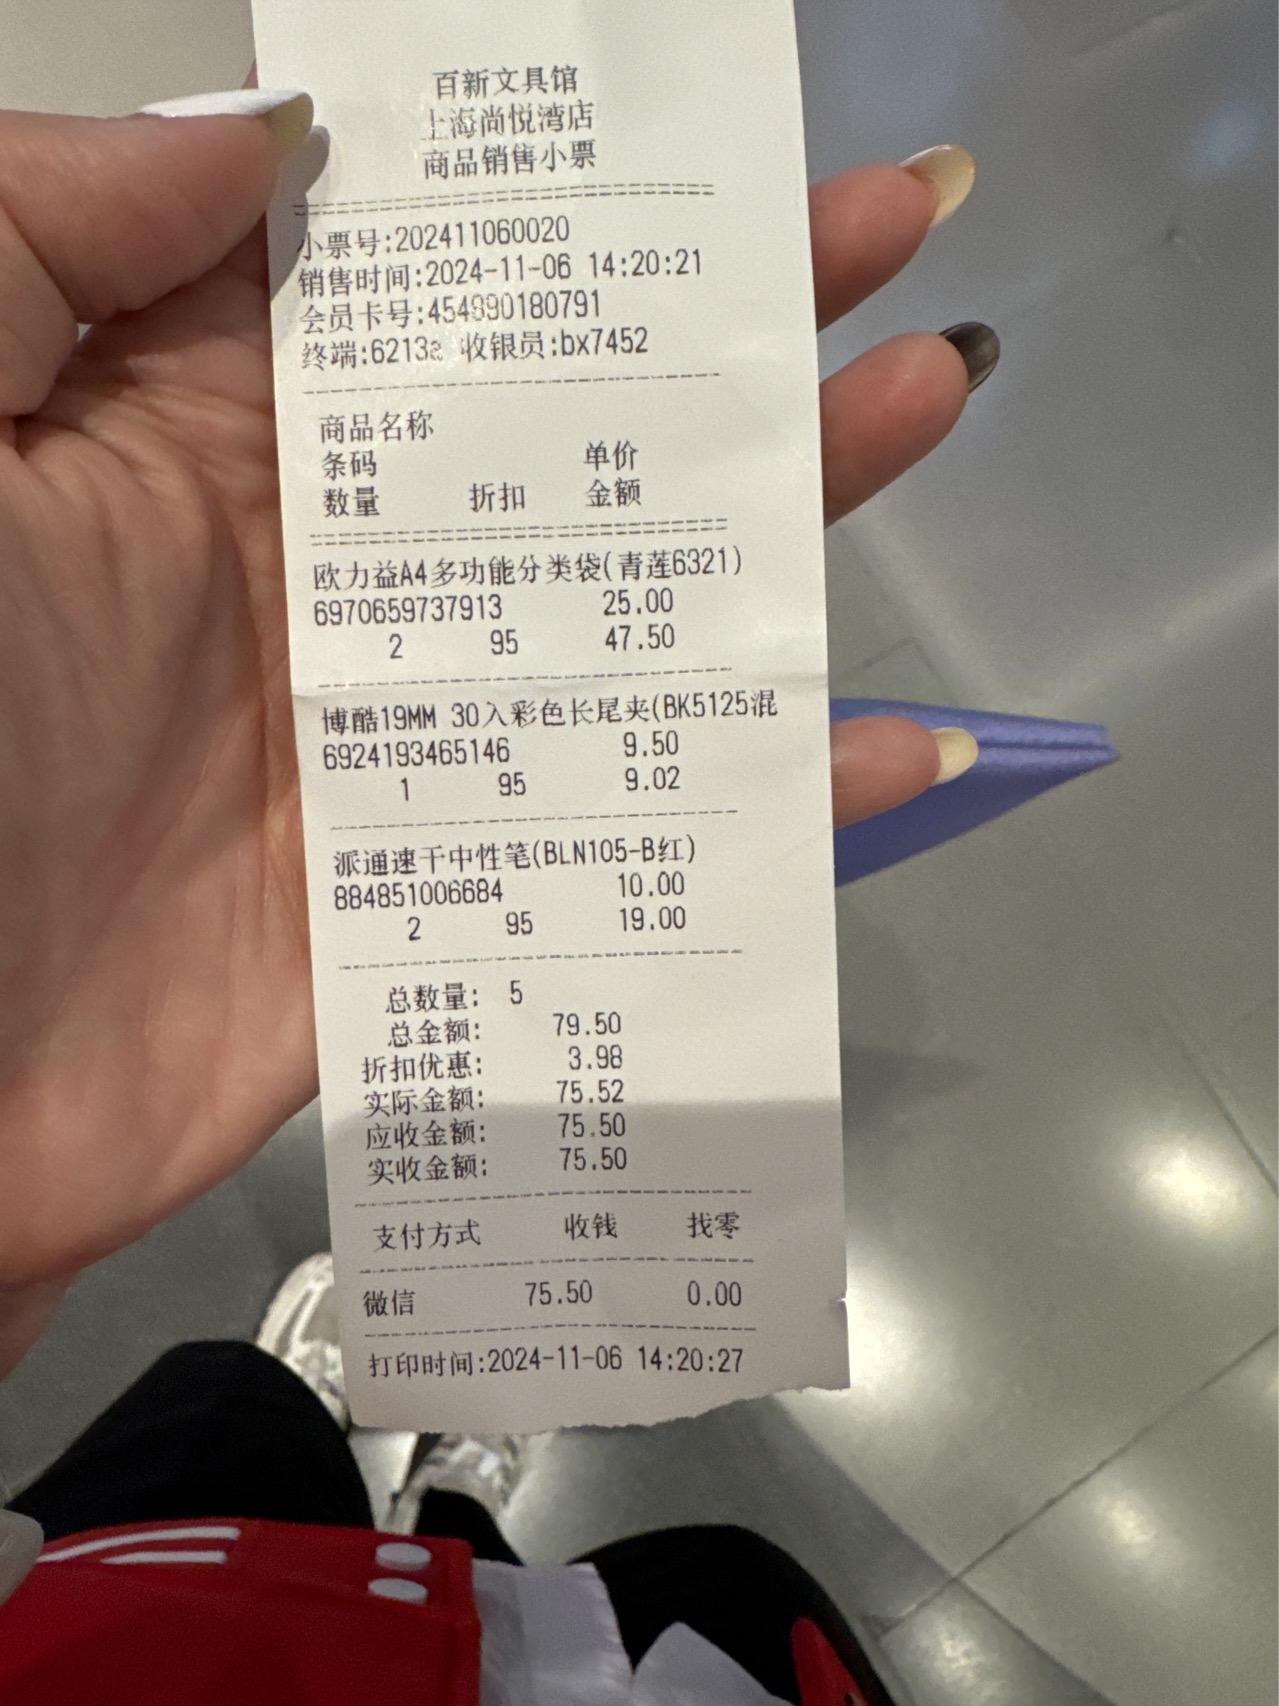 百新文具馆
上海尚悦湾店
商品销售小票
小票号:202411060020
销售时间:2024-11-06 14:20:21
会员卡号:454890180791
终端:6213a 收银员:bx7452
商品名称
条码 单价
数量 折扣 金额
欧力益A4多功能分类袋(青莲6321)
6970659737913 25.00
2 95 47.50
博酷19MM 30入彩色长尾夹(BK5125混
6924193465146 9.50
1 95 9.02
派通速干中性笔(BLN105-B红)
884851006684 10.00
2 95 19.00
总数量: 5
总金额: 79.50
折扣优惠: 3.98
实际金额: 75.52
应收金额: 75.50
实收金额: 75.50
支付方式 收钱 找零
微信 75.50 0.00
打印时间:2024-11-06 14:20:27